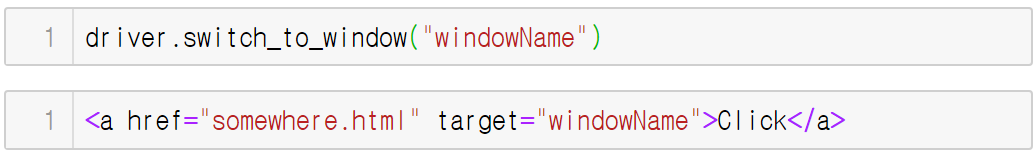 1 driver.switch_to_window("windowName")
1 <a href="somewhere.html" target="windowName">Click</a>